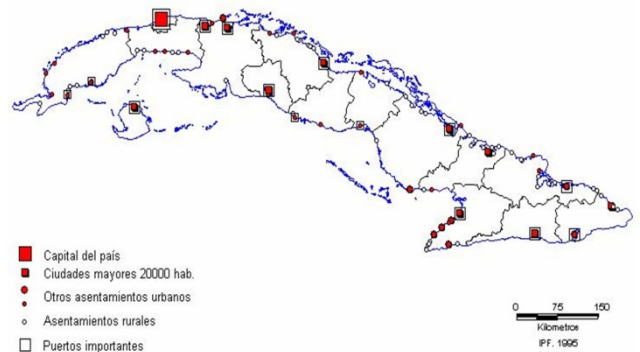 Capital del país
Ciudades mayores 20000 hab.
Otros asentamientos urbanos
Asentamientos rurales
Puertos importantes
0 75 150
Kilometros
IPF. 1995